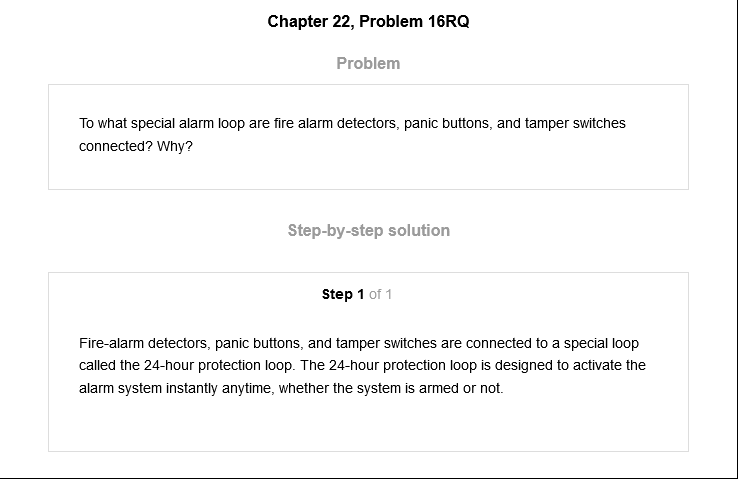 Chapter 22, Problem 16RQ
Problem
To what special alarm loop are fire alarm detectors, panic buttons, and tamper switches
connected? Why?
Step-by-step solution
Step 1 of 1
Fire-alarm detectors, panic buttons, and tamper switches are connected to a special loop
called the 24-hour protection loop. The 24-hour protection loop is designed to activate the
alarm system instantly anytime, whether the system is armed or not.